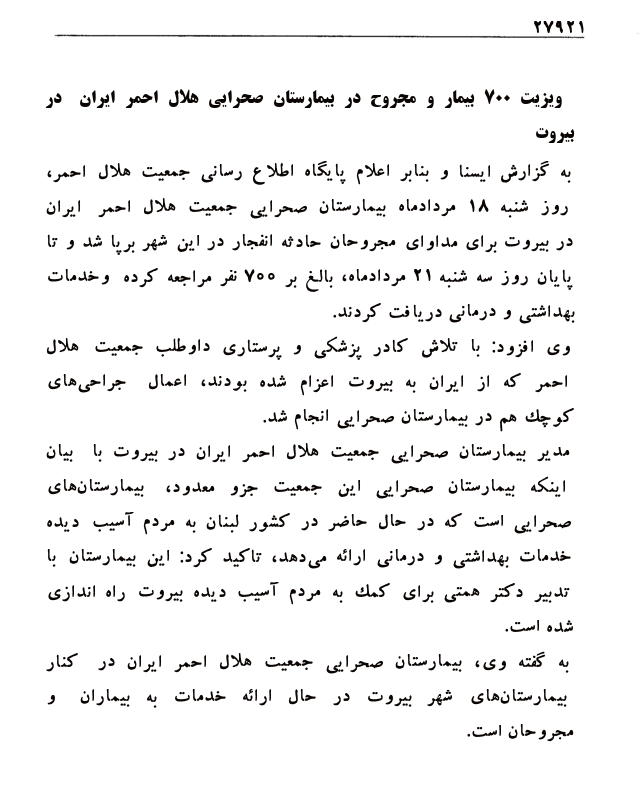 ۲۷۹۲۱
ویزیت ۷۰۰ بیمار و مجروح در بیمارستان صحرایی هلال احمر ایران در
بیروت
به گزارش ایسنا و بنابر اعلام پایگاه اطلاع رسانی جمعیت هلال احمر،
روز شنبه ۱۸ مردادماه بیمارستان صحرایی جمعیت هلال احمر ایران
در بیروت برای مداوای مجروحان حادثه انفجار در این شهر برپا شد و تا
پایان روز سه شنبه ۲۱ مردادماه، بالغ بر ۷۰۰ نفر مراجعه کرده وخدمات
بهداشتی و درمانی دریافت کردند.
وی افزود: با تلاش کادر پزشکی و پرستاری داوطلب جمعیت هلال
احمر که از ایران به بیروت اعزام شده بودند، اعمال جراحی‌های
کوچک هم در بیمارستان صحرایی انجام شد.
مدیر بیمارستان صحرایی جمعیت هلال احمر ایران در بیروت با بیان
اینکه بیمارستان صحرایی این جمعیت جزو معدود، بیمارستان‌های
صحرایی است که در حال حاضر در کشور لبنان به مردم آسیب دیده
خدمات بهداشتی و درمانی ارائه می‌دهد، تاکید کرد: این بیمارستان با
تدبیر دکتر همتی برای کمک به مردم آسیب دیده بیروت راه اندازی
شده است.
به گفته وی، بیمارستان صحرایی جمعیت هلال احمر ایران در کنار
بیمارستان‌های شهر بیروت در حال ارائه خدمات به بیماران و
مجروحان است.